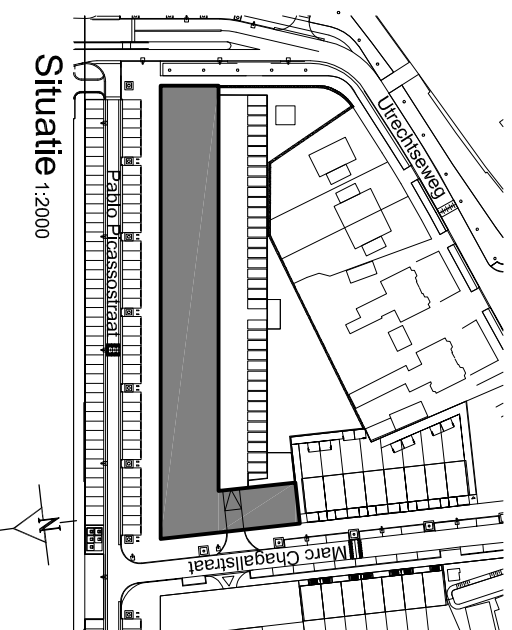 Situatie 1:2000
Pablo Picassostraat
Utrechtseweg
Marc Chagallstraat
N